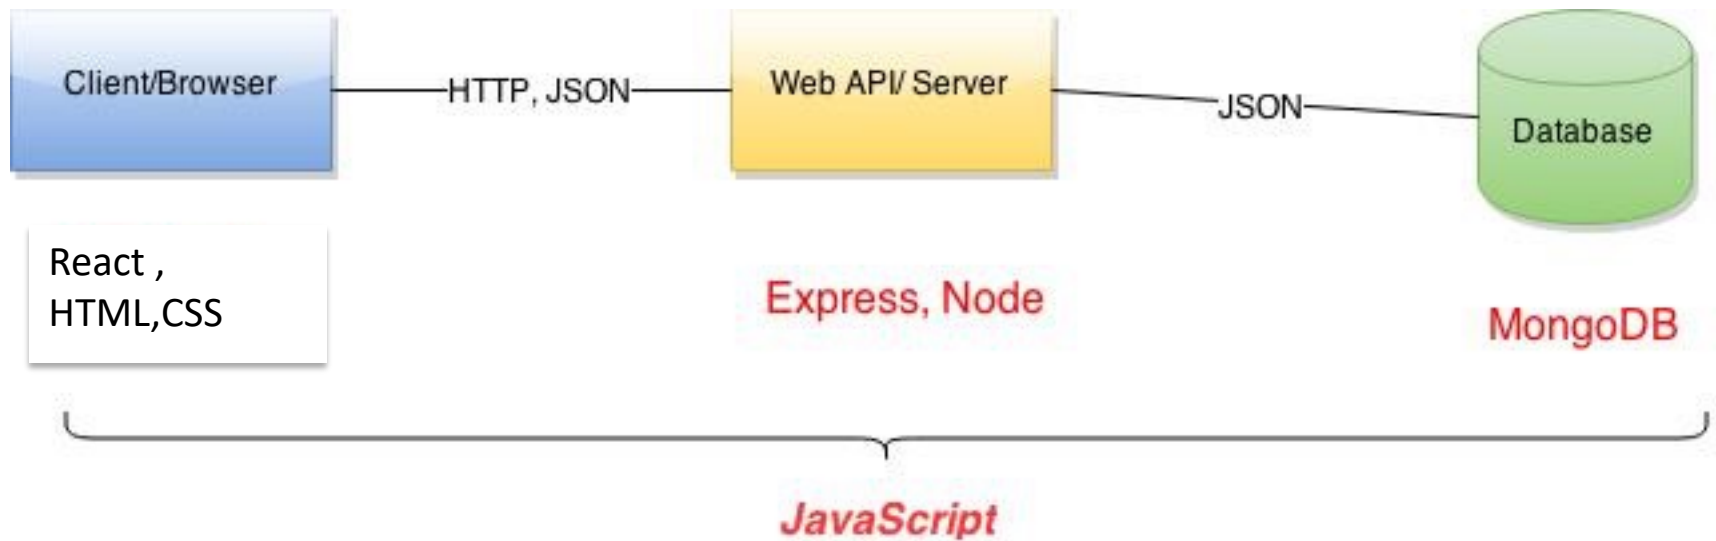 Client/Browser
HTTP, JSON
Web API/ Server
JSON
Database
React ,
HTML,CSS
Express, Node
MongoDB
JavaScript